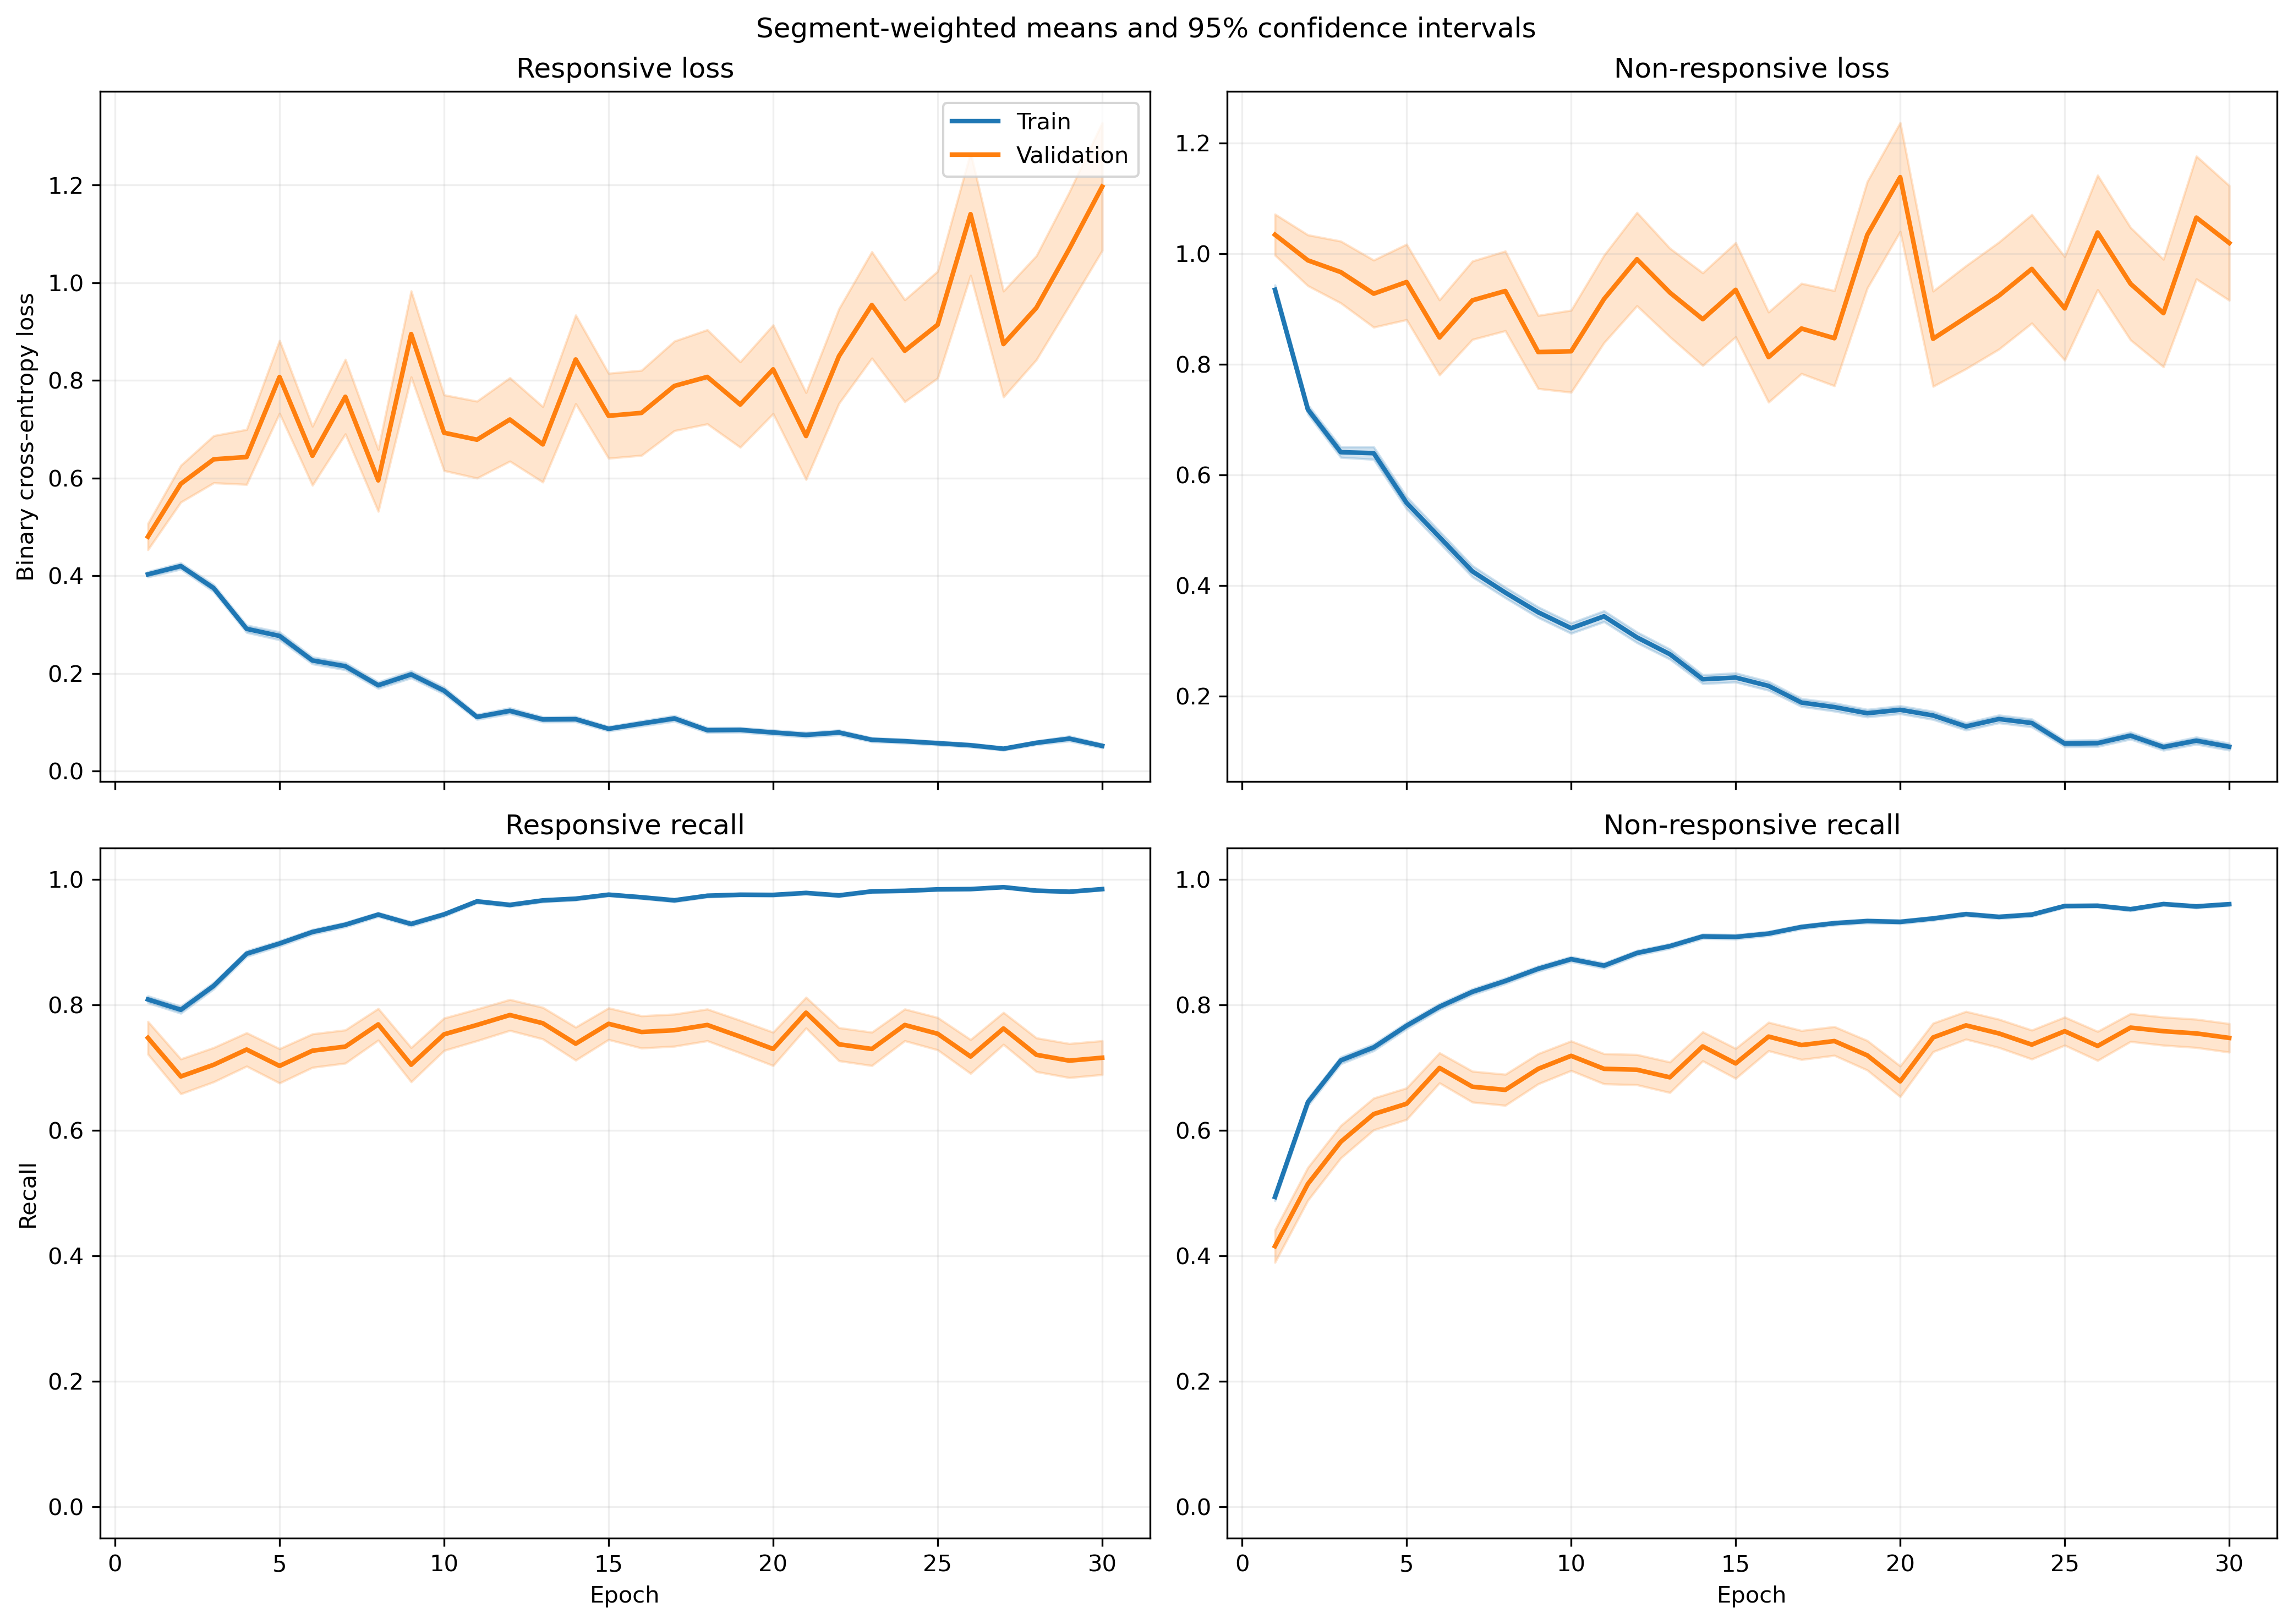 Segment-weighted means and 95% confidence intervals
Responsive loss
Non-responsive loss
Train
Validation
Binary cross-entropy loss
1.2
1.0
0.8
0.6
0.4
0.2
0.0
1.2
1.0
0.8
0.6
0.4
0.2
Responsive recall
Non-responsive recall
Recall
1.0
0.8
0.6
0.4
0.2
0.0
1.0
0.8
0.6
0.4
0.2
0.0
0 5 10 15 20 25 30
0 5 10 15 20 25 30
Epoch
Epoch